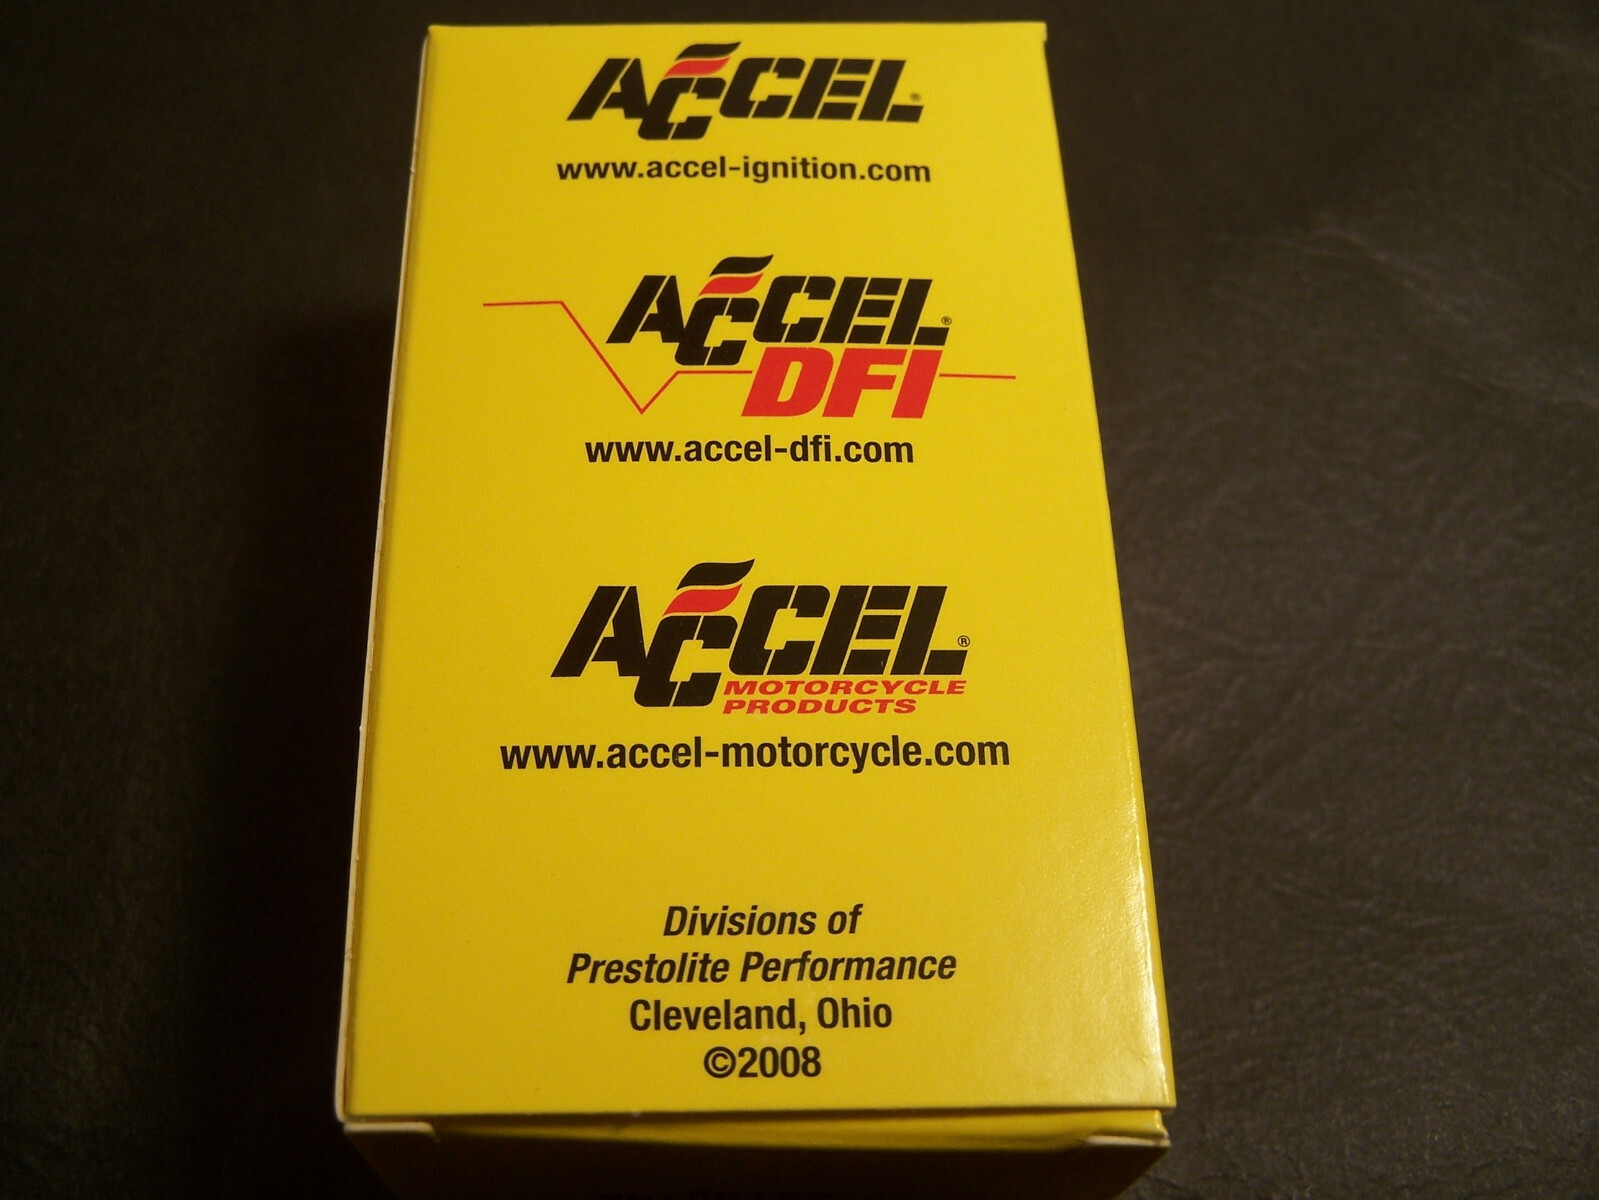 ACCEL®
www.accel-ignition.com
ACCEL®
DFI
www.accel-dfi.com
ACCEL®
MOTORCYCLE
PRODUCTS
www.accel-motorcycle.com
Divisions of
Prestolite Performance
Cleveland, Ohio
©2008